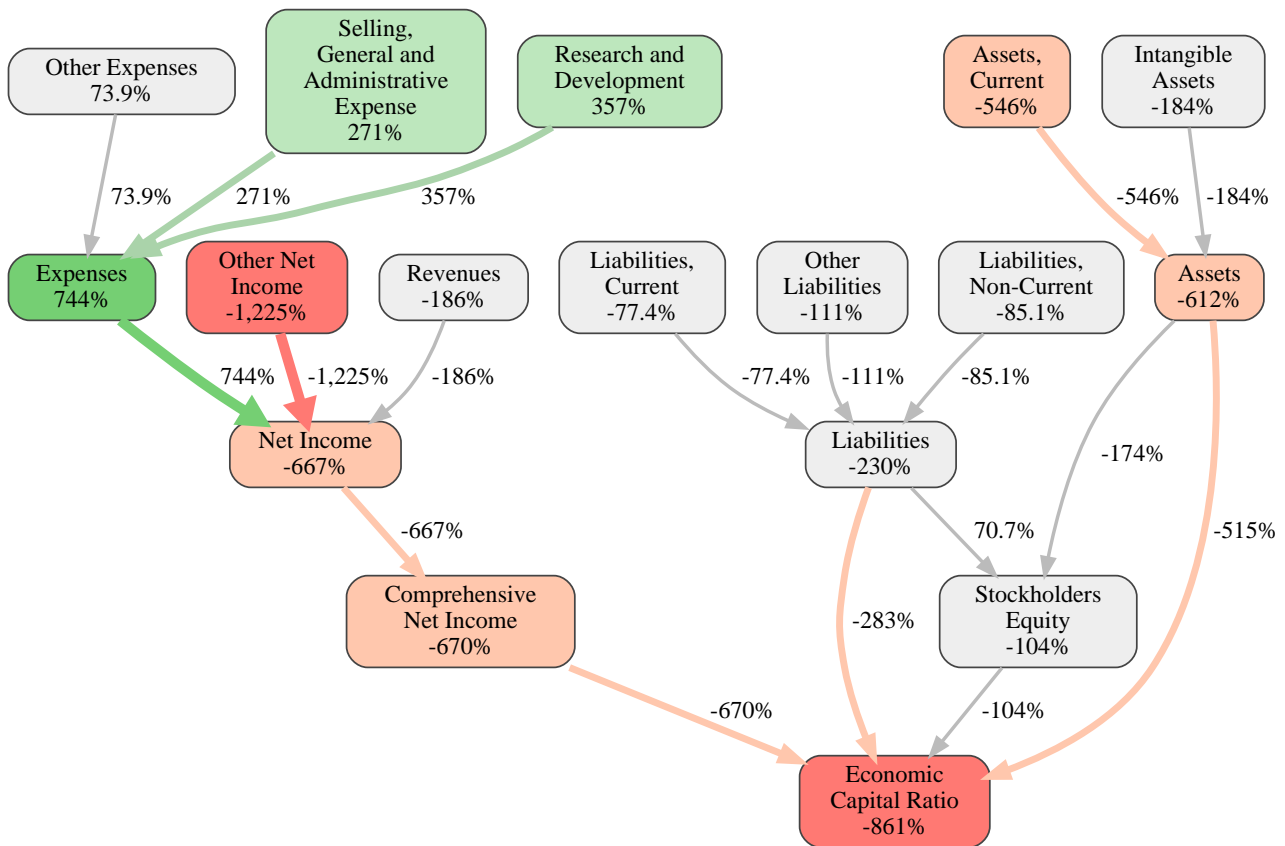 Other Expenses
73.9%
Selling,
General and
Administrative
Expense
271%
Research and
Development
357%
Assets,
Current
-546%
Intangible
Assets
-184%
73.9%
271%
357%
-546%
-184%
Expenses
744%
Other Net
Income
-1,225%
Revenues
-186%
Liabilities,
Current
-77.4%
Other
Liabilities
-111%
Liabilities,
Non-Current
-85.1%
Assets
-612%
744%
-1,225%
-186%
-77.4%
-111%
-85.1%
Net Income
-667%
Liabilities
-230%
-174%
-667%
70.7%
-515%
Comprehensive
Net Income
-670%
-283%
Stockholders
Equity
-104%
-670%
-104%
Economic
Capital Ratio
-861%